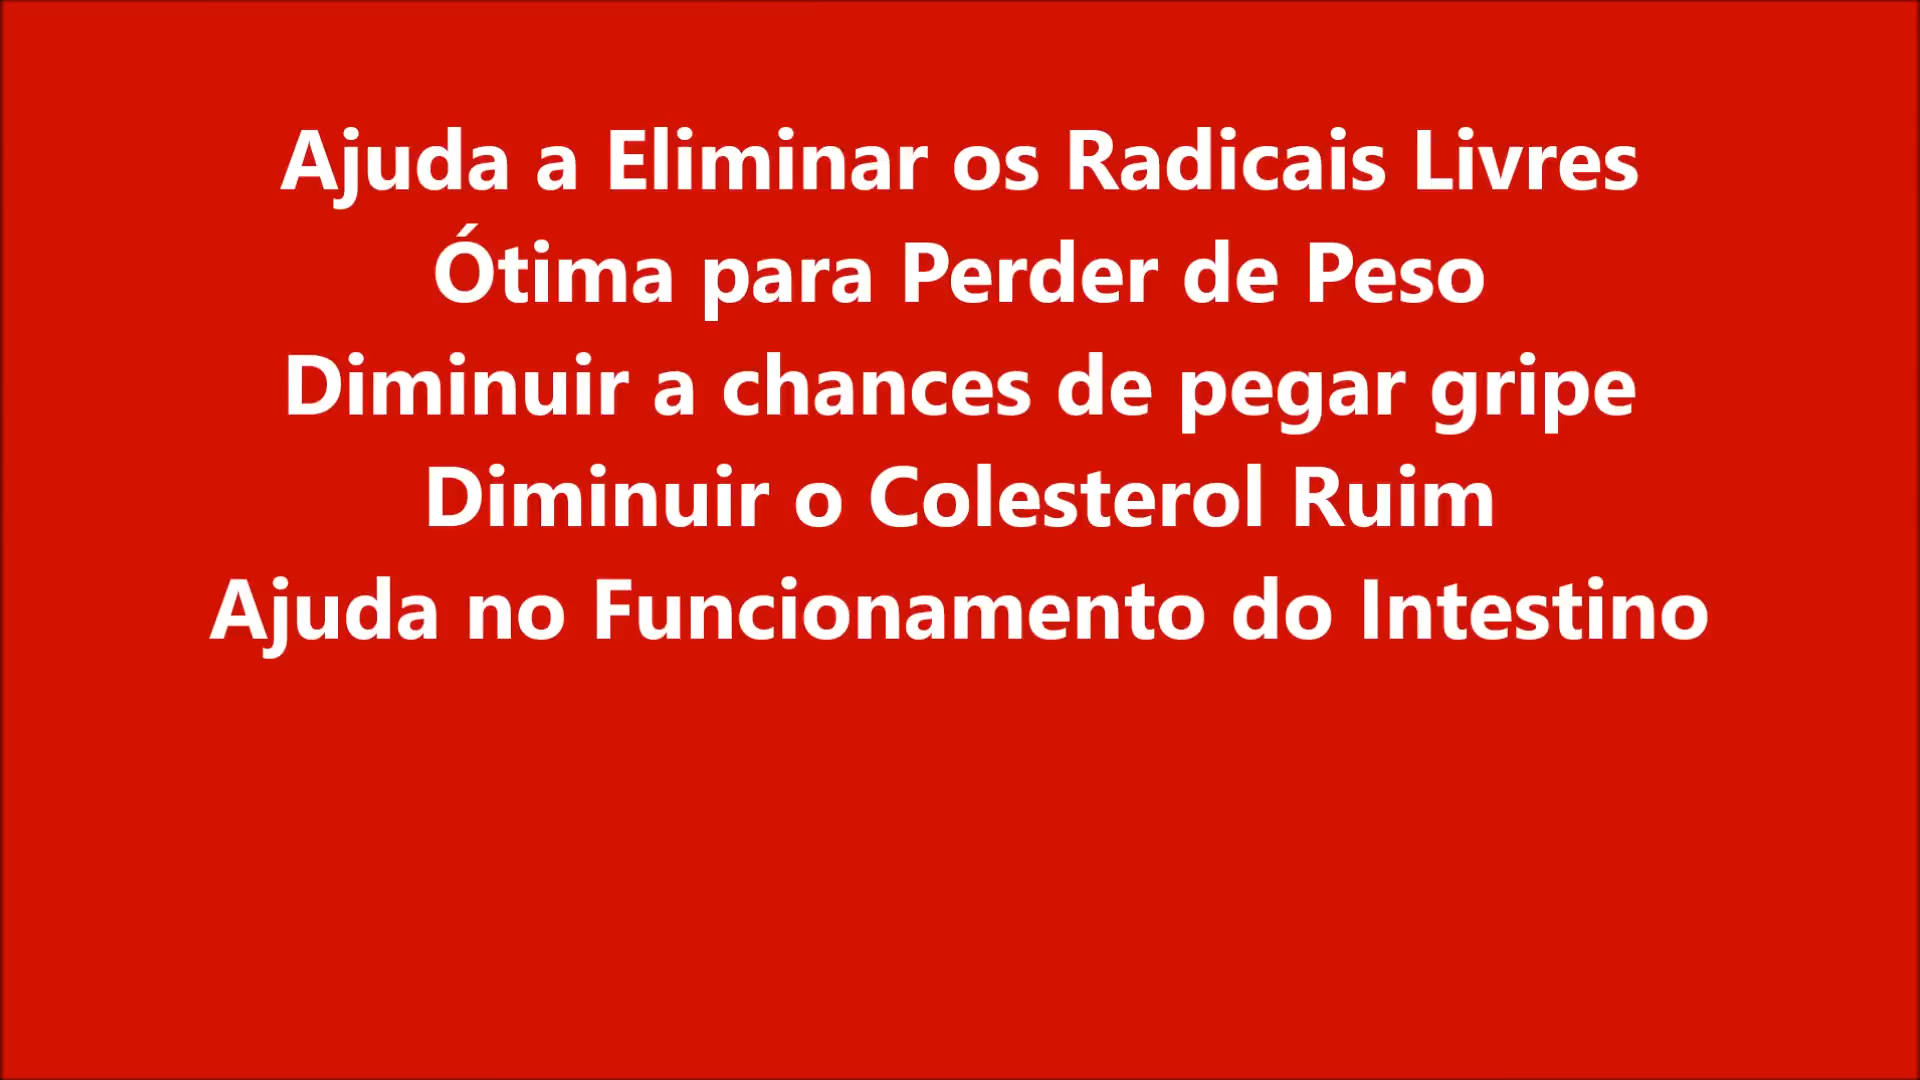 Ajuda a Eliminar os Radicais Livres
Ótima para Perder de Peso
Diminuir a chances de pegar gripe
Diminuir o Colesterol Ruim
Ajuda no Funcionamento do Intestino